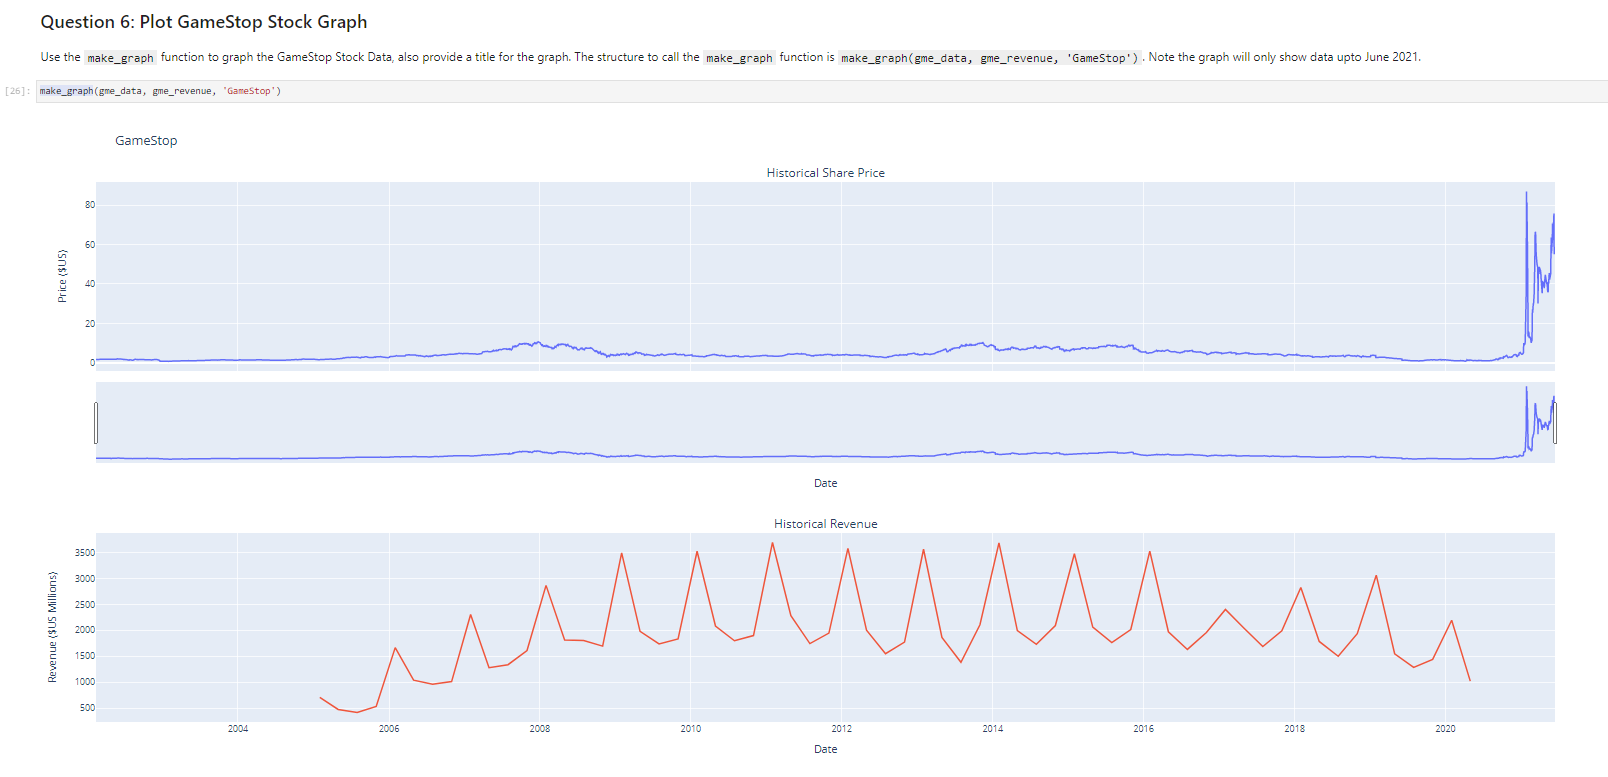 Question 6: Plot GameStop Stock Graph
Use the make_graph function to graph the GameStop Stock Data, also provide a title for the graph. The structure to call the make_graph function is make_graph(gme_data, gme_revenue, 'GameStop'). Note the graph will only show data upto June 2021.
[26]: make_graph(gme_data, gme_revenue, 'GameStop')
GameStop
Historical Share Price
80
60
40
20
0
Price ($US)
Date
Historical Revenue
3500
3000
2500
2000
1500
1000
500
Revenue ($US Millions)
2004 2006 2008 2010 2012 2014 2016 2018 2020
Date